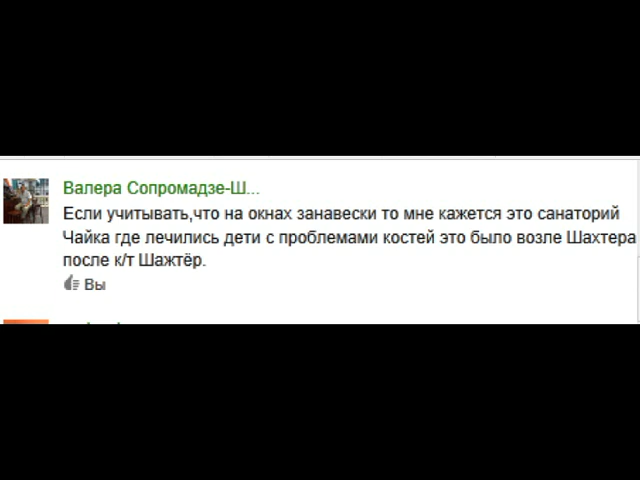 Валера Сопромадзе-Ш...
Если учитывать,что на окнах занавески то мне кажется это санаторий
Чайка где лечились дети с проблемами костей это было возле Шахтера
после к/т Шажтёр.
Вы